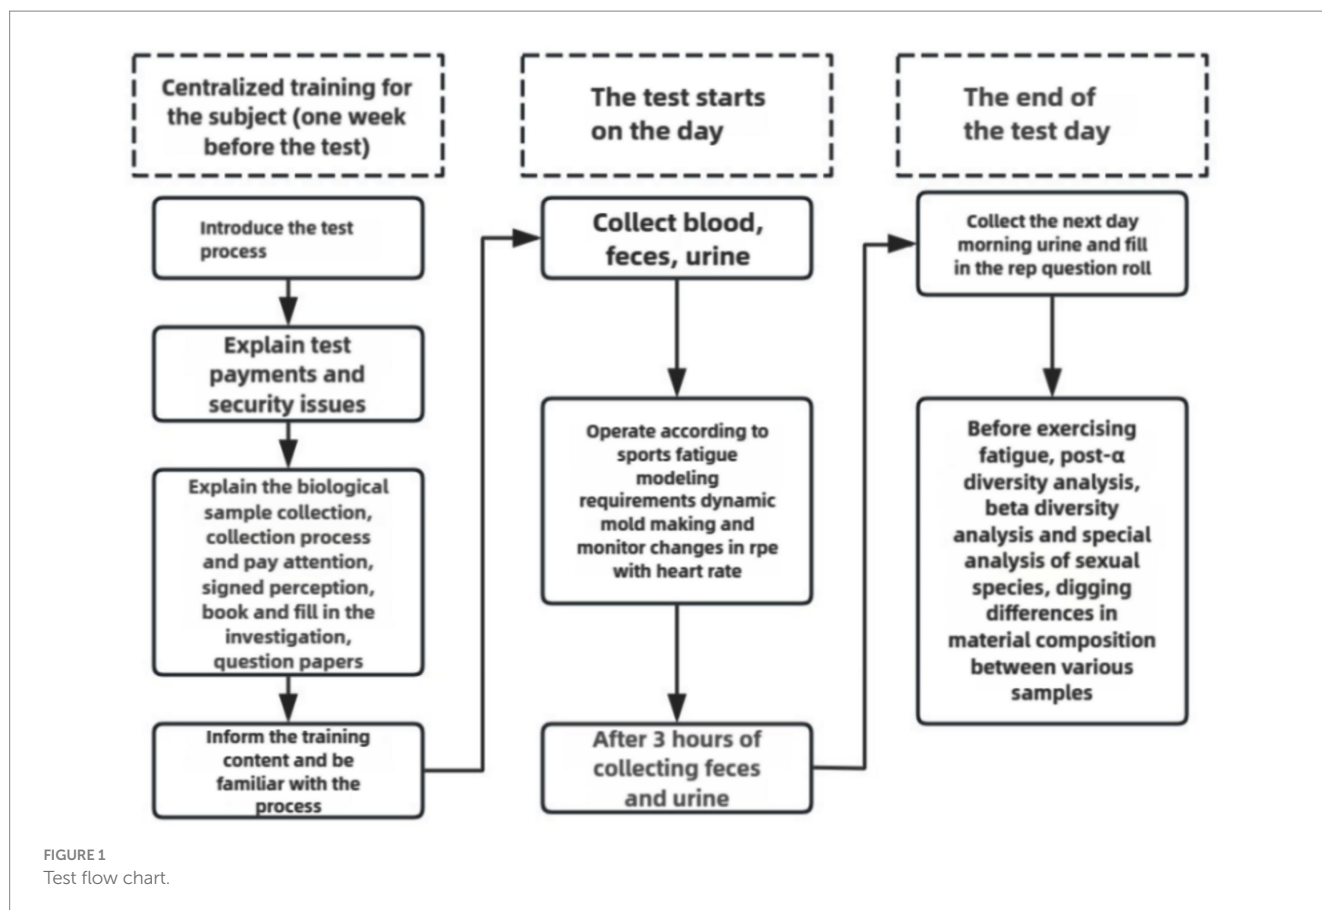 Centralized training for
the subject (one week
before the test)
Introduce the test
process
Explain test
payments and
security issues
Explain the biological
sample collection,
collection process
and pay attention,
signed perception,
book and fill in the
investigation,
question papers
Inform the training
content and be
familiar with the
process
The test starts
on the day
Collect blood,
feces, urine
Operate according to
sports fatigue
modeling
requirements dynamic
mold making and
monitor changes in rpe
with heart rate
After 3 hours of
collecting feces
and urine
The end of
the test day
Collect the next day
morning urine and fill
in the rep question roll
Before exercising
fatigue, post-α
diversity analysis,
beta diversity
analysis and special
analysis of sexual
species, digging
differences in
material composition
between various
samples
FIGURE 1
Test flow chart.